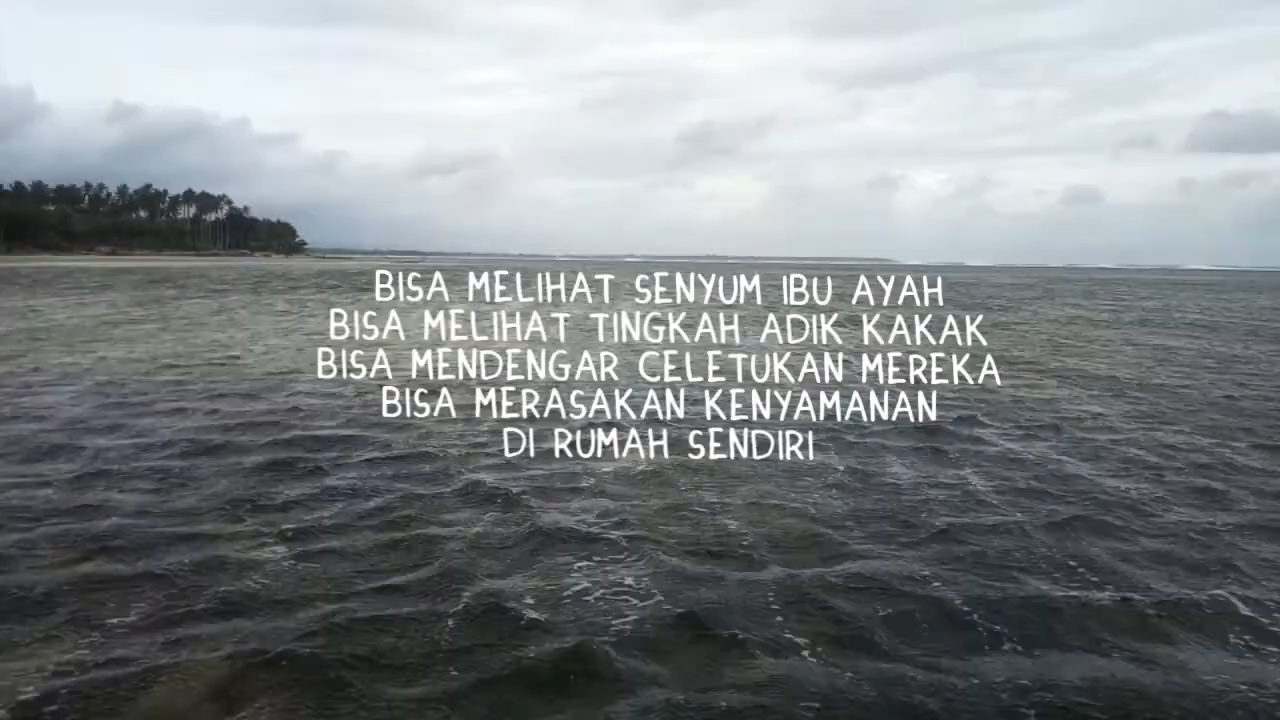 BISA MELIHAT SENYUM IBU AYAH
BISA MELIHAT TINGKAH ADIK KAKAK
BISA MENDENGAR CELETUKAN MEREKA
BISA MERASAKAN KENYAMANAN
DI RUMAH SENDIRI